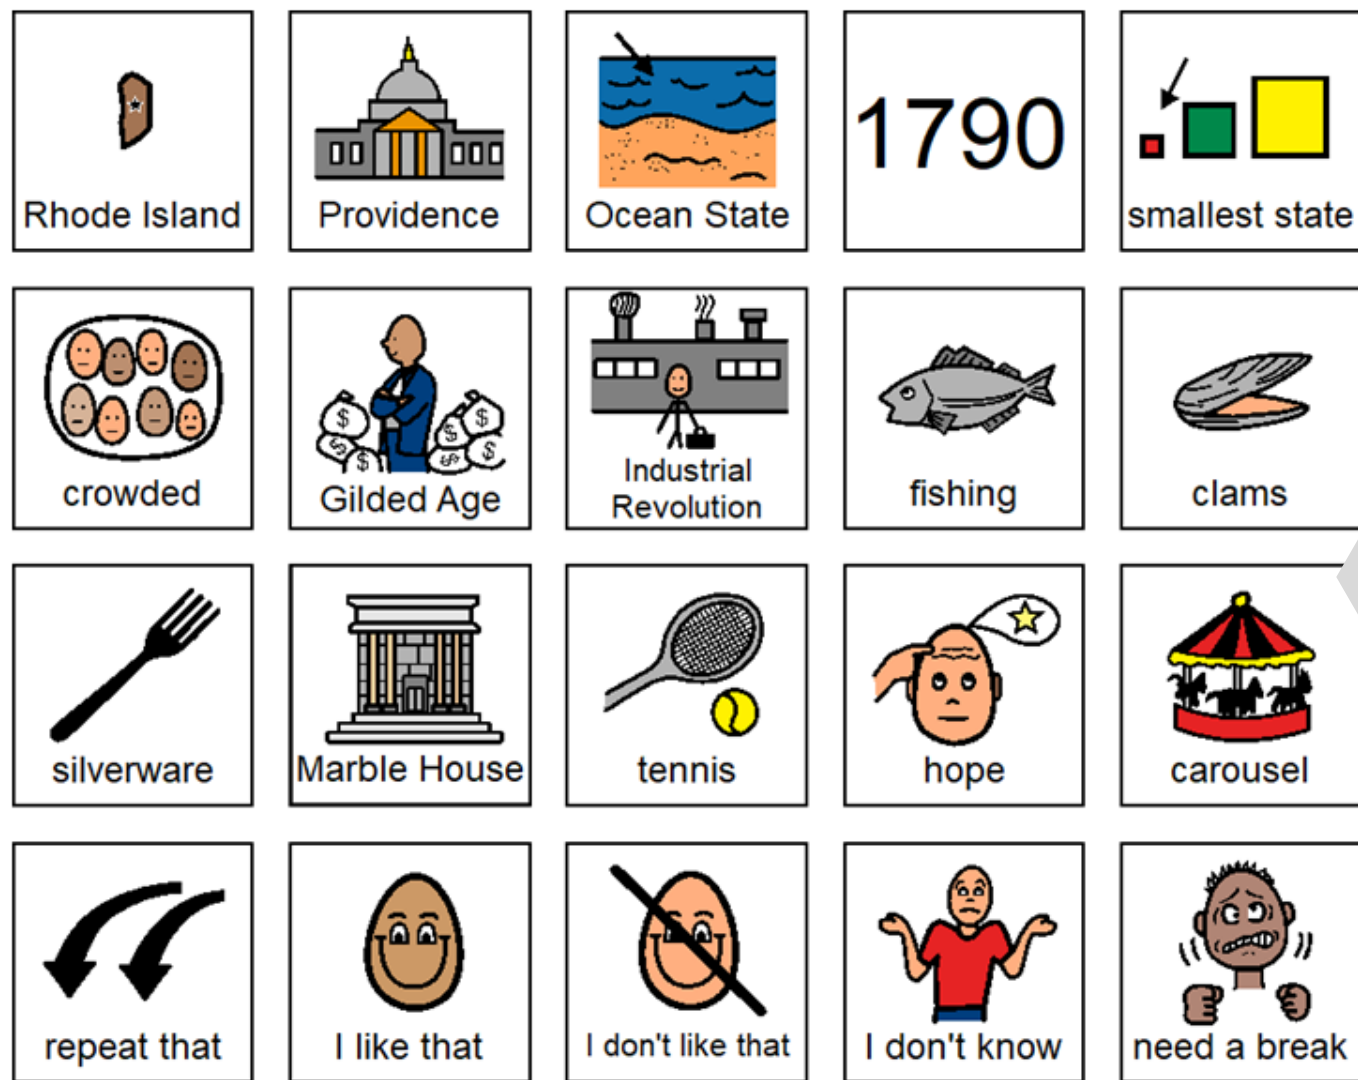 Rhode Island
Providence
Ocean State
1790
smallest state
crowded
Gilded Age
$ $ $ $ $ $ $
Industrial
Revolution
fishing
clams
silverware
Marble House
tennis
hope
carousel
repeat that
I like that
I don't like that
I don't know
need a break